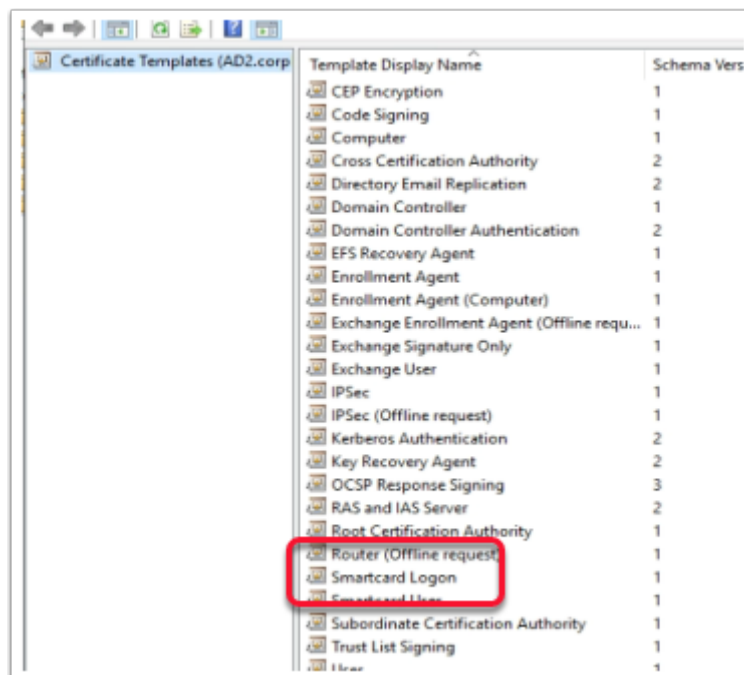 Certificate Templates (AD2.corp
Template Display Name Schema Vers
CEP Encryption 1
Code Signing 1
Computer 1
Cross Certification Authority 2
Directory Email Replication 2
Domain Controller 1
Domain Controller Authentication 2
EFS Recovery Agent 1
Enrollment Agent 1
Enrollment Agent (Computer) 1
Exchange Enrollment Agent (Offline requ... 1
Exchange Signature Only 1
Exchange User 1
IPSec 1
IPSec (Offline request) 1
Kerberos Authentication 2
Key Recovery Agent 2
OCSP Response Signing 3
RAS and IAS Server 2
Root Certification Authority 1
Router (Offline request) 1
Smartcard Logon 1
Smartcard User 1
Subordinate Certification Authority 1
Trust List Signing 1
User 1